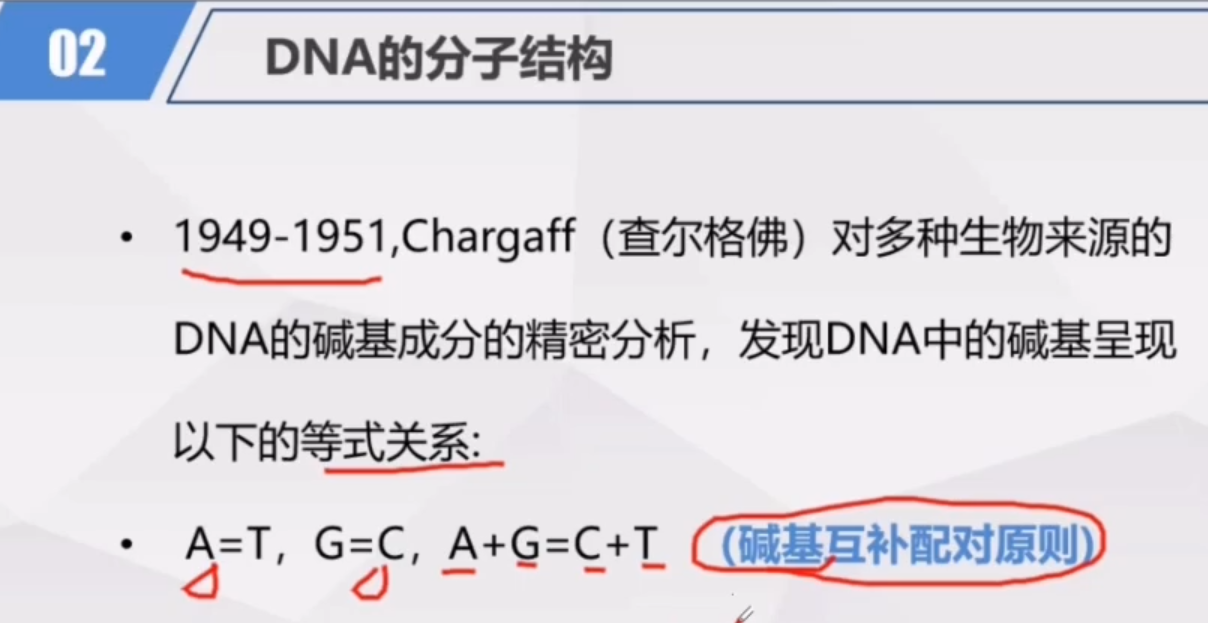 02
DNA的分子结构
• 1949-1951,Chargaff（查尔格佛）对多种生物来源的
DNA的碱基成分的精密分析，发现DNA中的碱基呈现
以下的等式关系:
• A=T，G=C，A+G=C+T (碱基互补配对原则)